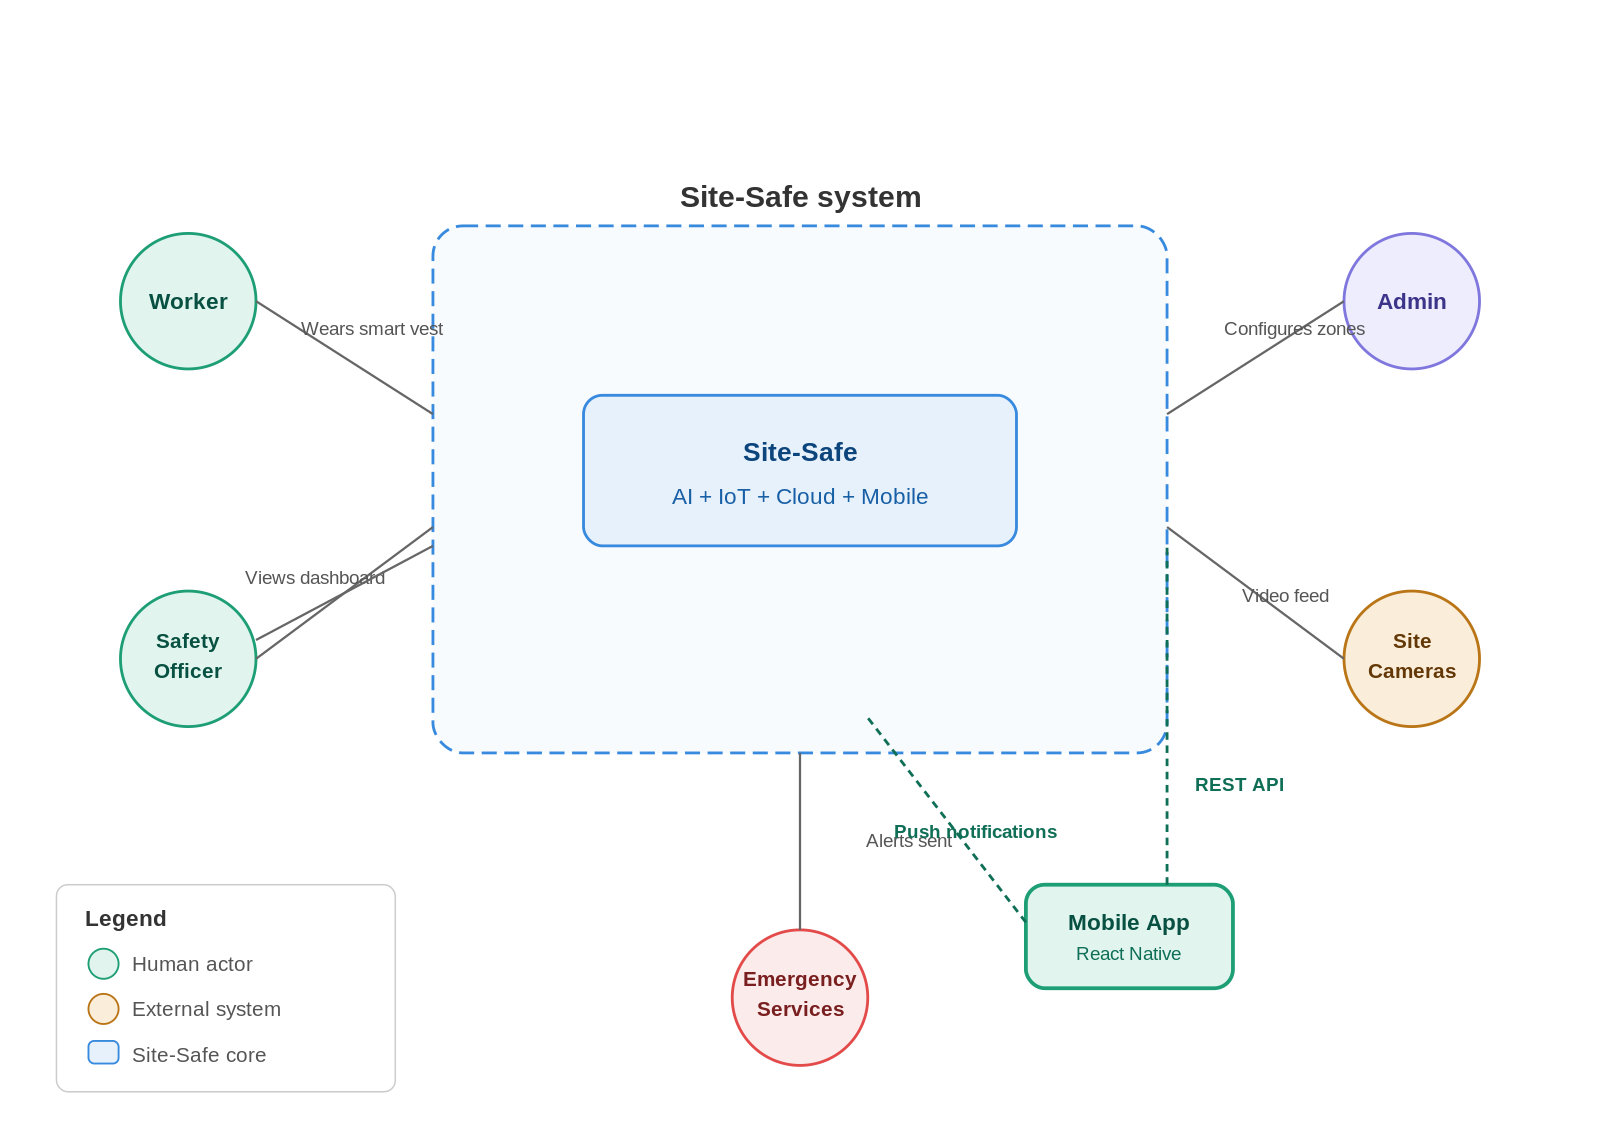 Site-Safe system
Worker
Wears smart vest
Configures zones
Admin
Site-Safe
AI + IoT + Cloud + Mobile
Views dashboard
Safety
Officer
Video feed
Site
Cameras
REST API
Push notifications
Alerts sent
Mobile App
React Native
Emergency
Services
Legend
Human actor
External system
Site-Safe core